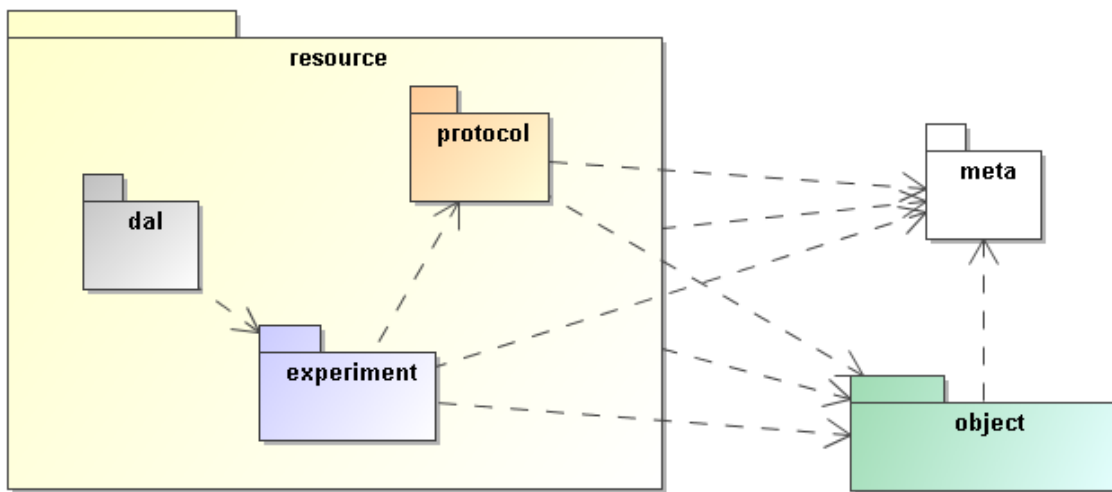 resource
protocol
meta
dal
experiment
object